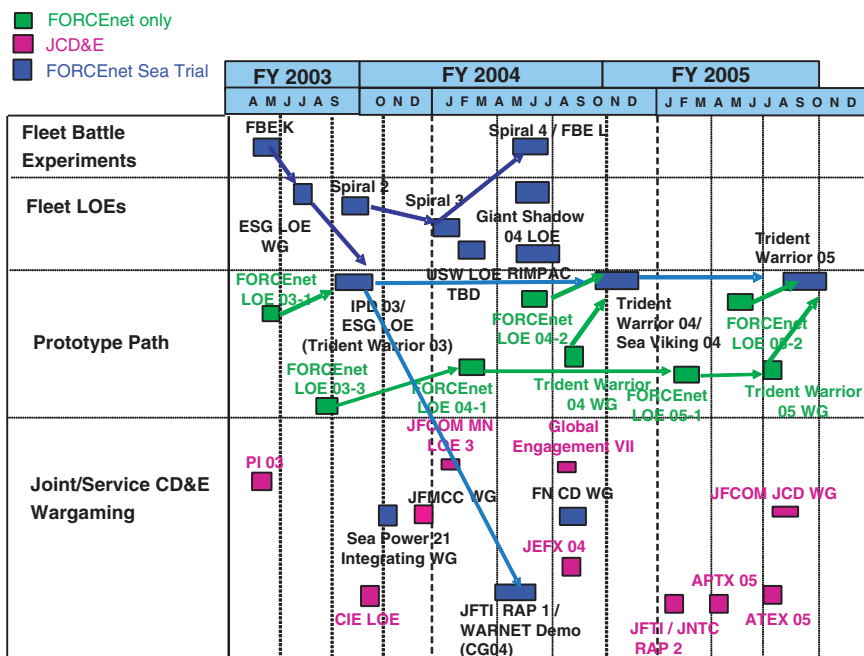 FORCEnet only
JCD&E
FORCEnet Sea Trial
FY 2003 FY 2004 FY 2005
A M J J A S O N D J F M A M J J A S O N D J F M A M J J A S O N D
Fleet Battle
Experiments
FBE K
Spiral 4 / FBE L
Fleet LOEs
ESG LOE
WG
Spiral 2
Spiral 3
Giant Shadow
04 LOE
USW LOE
TBD
RIMPAC
Trident
Warrior 05
Prototype Path
FORCEnet
LOE 03-1
IPD 03/
ESG LOE
(Trident Warrior 03)
FORCEnet
LOE 03-3
FORCEnet
LOE 04-1
FORCEnet
LOE 04-2
Trident Warrior
04 WG
Trident
Warrior 04/
Sea Viking 04
FORCEnet
LOE 05-1
FORCEnet
LOE 05-2
Trident Warrior
05 WG
Joint/Service CD&E
Wargaming
PI 03
JFCOM MN
LOE 3
Global
Engagement VII
JFMCC WG
FN CD WG
JFCOM JCD WG
Sea Power 21
Integrating WG
JEFX 04
CIE LOE
JFTI RAP 1/
WARNET Demo
(CG04)
APTX 05
JFTI / JNTC
RAP 2
ATEX 05